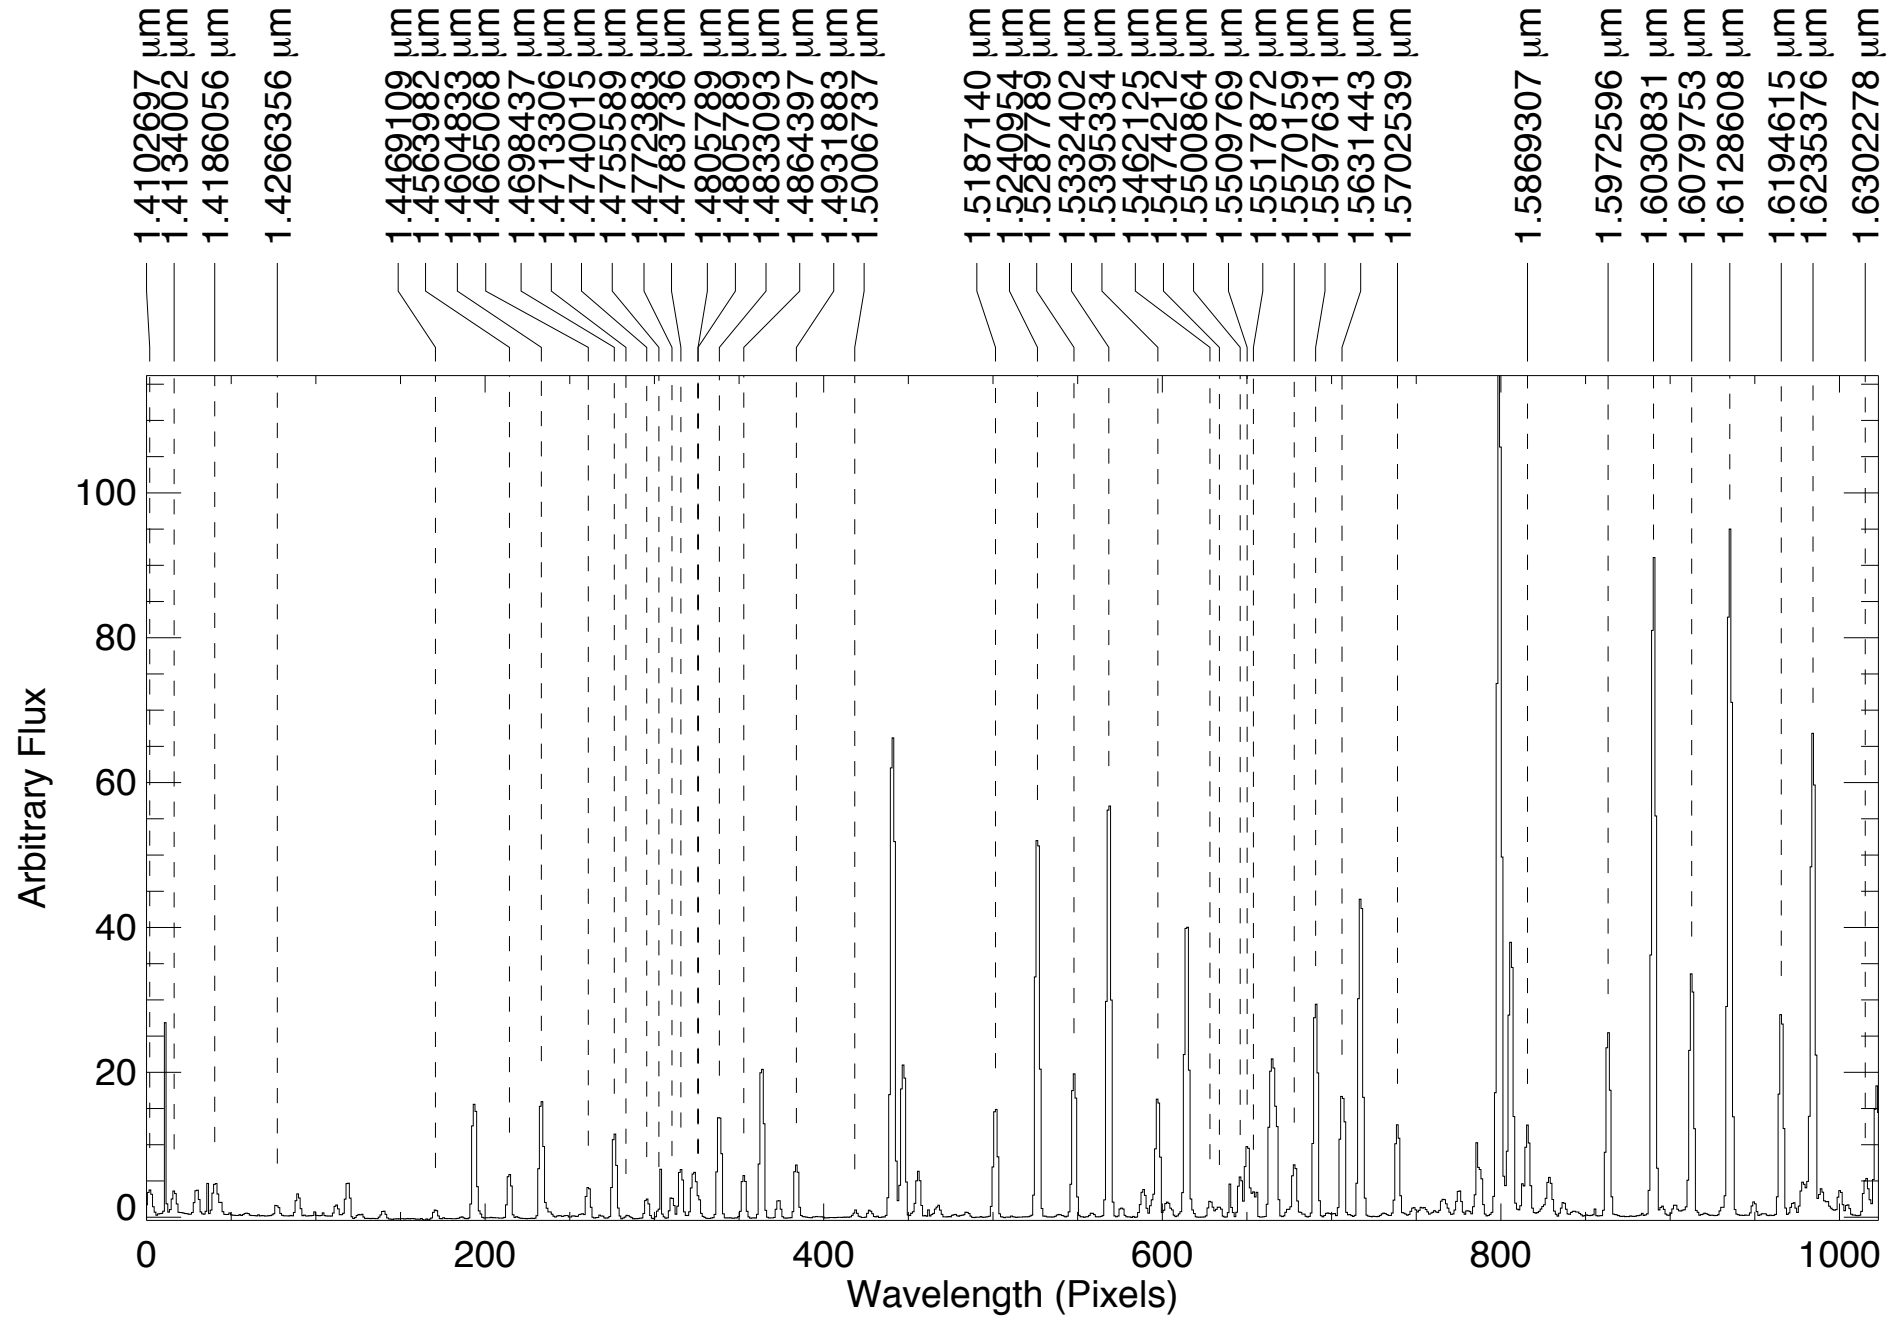 1.4102697 µm
1.4134002 µm
1.4186056 µm
1.4266356 µm
1.4469109 µm
1.4563982 µm
1.4604833 µm
1.4665068 µm
1.4698437 µm
1.4713306 µm
1.4740015 µm
1.4755589 µm
1.4772383 µm
1.4783736 µm
1.4805789 µm
1.4805789 µm
1.4833093 µm
1.4864397 µm
1.4931883 µm
1.5006737 µm
1.5187140 µm
1.5240954 µm
1.5287789 µm
1.5332402 µm
1.5395334 µm
1.5462125 µm
1.5474212 µm
1.5500864 µm
1.5509769 µm
1.5517872 µm
1.5570159 µm
1.5597631 µm
1.5631443 µm
1.5702539 µm
1.5869307 µm
1.5972596 µm
1.6030831 µm
1.6079753 µm
1.6128608 µm
1.6194615 µm
1.6235376 µm
1.6302278 µm
100
80
60
40
20
0
Arbitrary Flux
0 200 400 600 800 1000
Wavelength (Pixels)